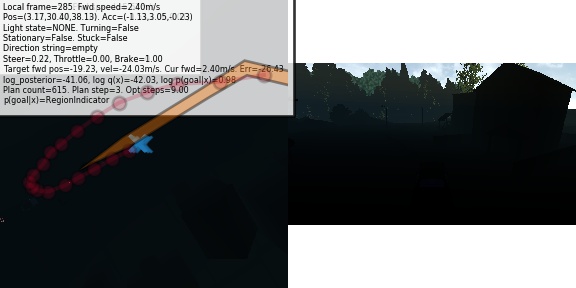 Local frame=285: Fwd speed=2.40m/s
Pos=(3.17,30.40,38.13). Acc=(-1.13,3.05,-0.23)
Light state=NONE. Turning=False
Stationary=False. Stuck=False
Direction string=empty
Steer=0.22, Throttle=0.00, Brake=1.00
Target fwd pos=-19.23, vel=-24.03m/s. Cur fwd=2.40m/s. Err=-26.43
log_posterior=-41.06, log q(x)=-42.03, log p(goal|x)=0.98
Plan count=615. Plan step=3. Opt steps=9.00
p(goal|x)=RegionIndicator